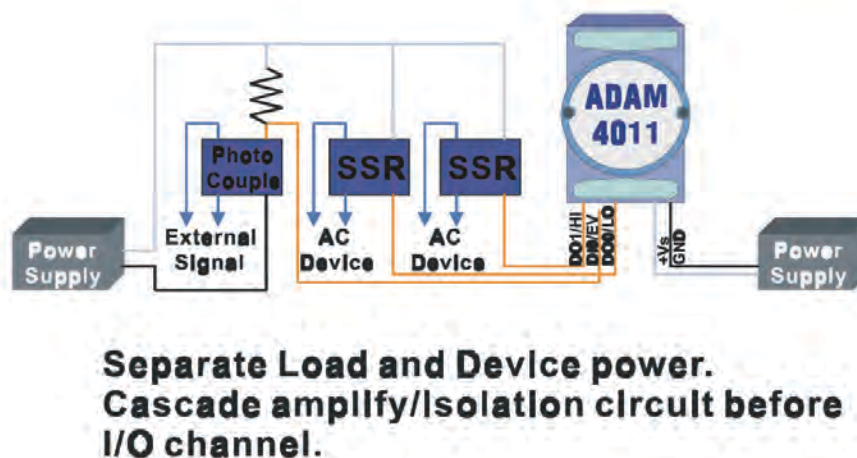 ADAM
4011
Photo
Couple
SSR
SSR
DO1/HI
DI0/EV
DO0/LO
+Vs
GND
Power
Supply
External
Signal
AC
Device
AC
Device
Power
Supply
Separate Load and Device power.
Cascade amplify/isolation circuit before
I/O channel.